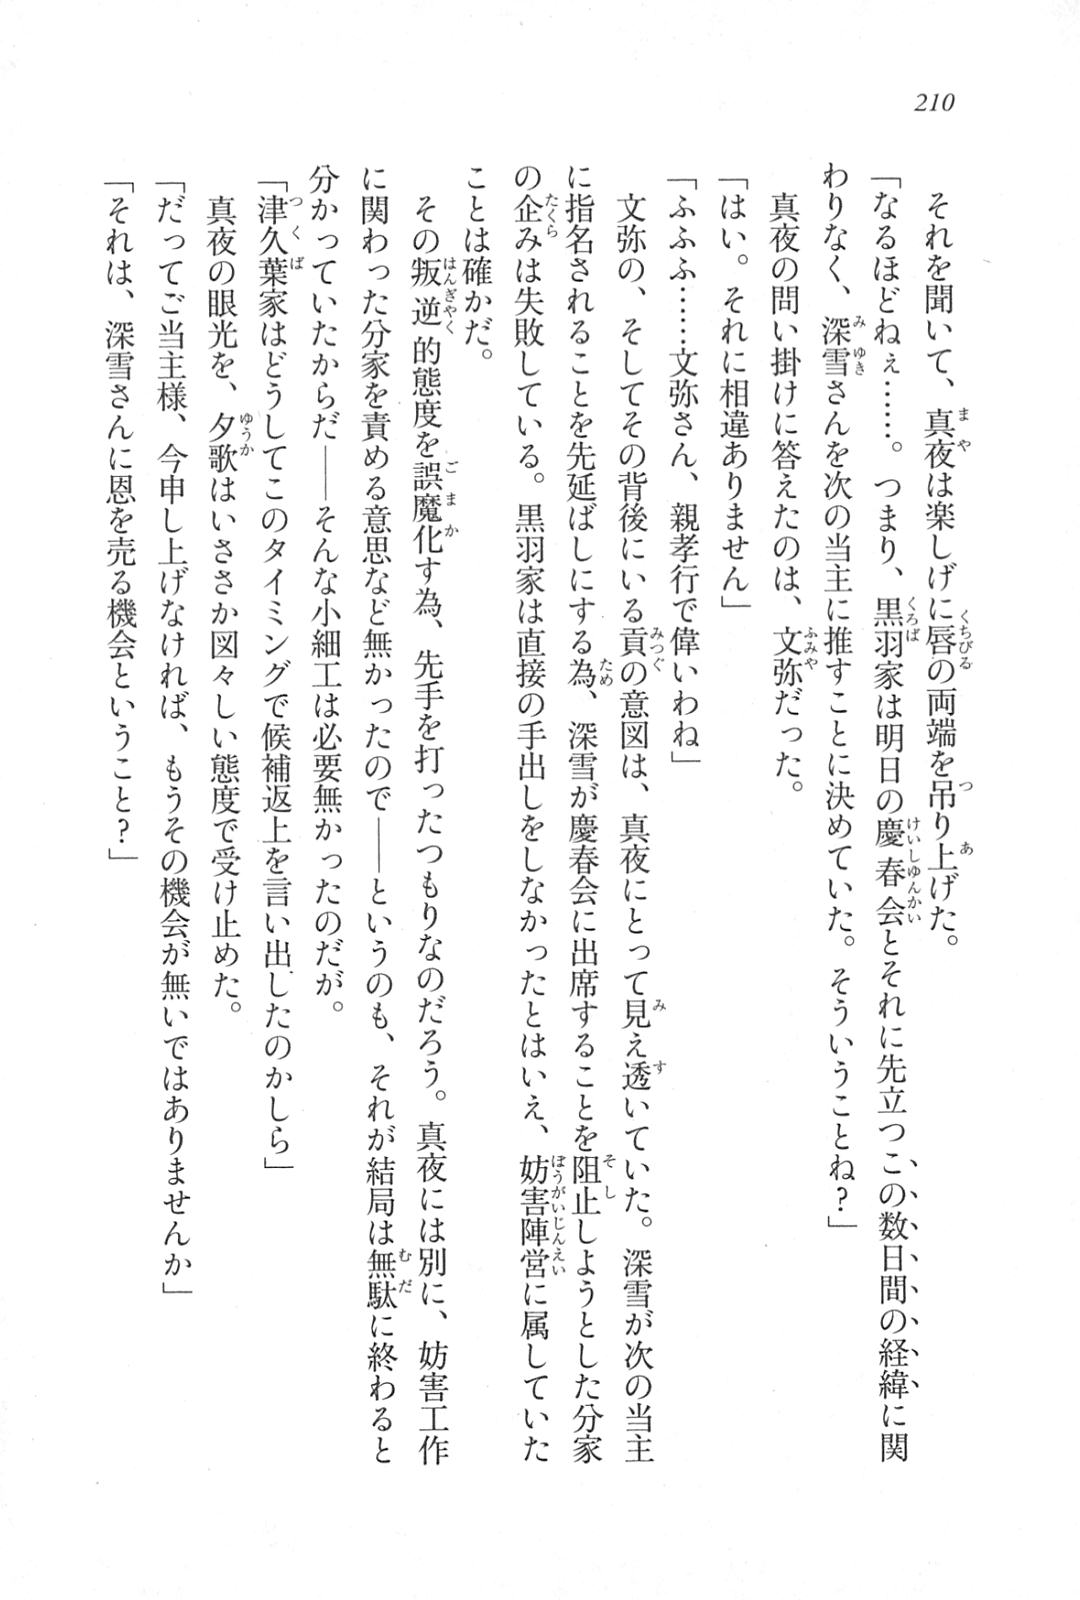 210
それを聞いて、真夜は楽しげに唇の両端を吊り上げた。
「なるほどねぇ……。つまり、黒羽家は明日の慶春会とそれに先立つこの数日間の経緯に関
わりなく、深雪さんを次の当主に推すことに決めていた。そういうことね？」
真夜の問い掛けに答えたのは、文弥だった。
「はい。それに相違ありません」
「ふふふ……文弥さん、親孝行で偉いわね」
文弥の、そしてその背後にいる貢の意図は、真夜にとって見え透いていた。深雪が次の当主
に指名されることを先延ばしにする為、深雪が慶春会に出席することを阻止しようとした分家
の企みは失敗している。黒羽家は直接の手出しをしなかったとはいえ、妨害陣営に属していた
ことは確かだ。
その叛逆的態度を誤魔化す為、先手を打ったつもりなのだろう。真夜には別に、妨害工作
に関わった分家を責める意思など無かったので――というのも、それが結局は無駄に終わると
分かっていたからだ――そんな小細工は必要無かったのだが。
「津久葉家はどうしてこのタイミングで候補返上を言い出したのかしら」
真夜の眼光を、夕歌はいささか図々しい態度で受け止めた。
「だってご当主様、今申し上げなければ、もうその機会が無いではありませんか」
「それは、深雪さんに恩を売る機会ということ？」